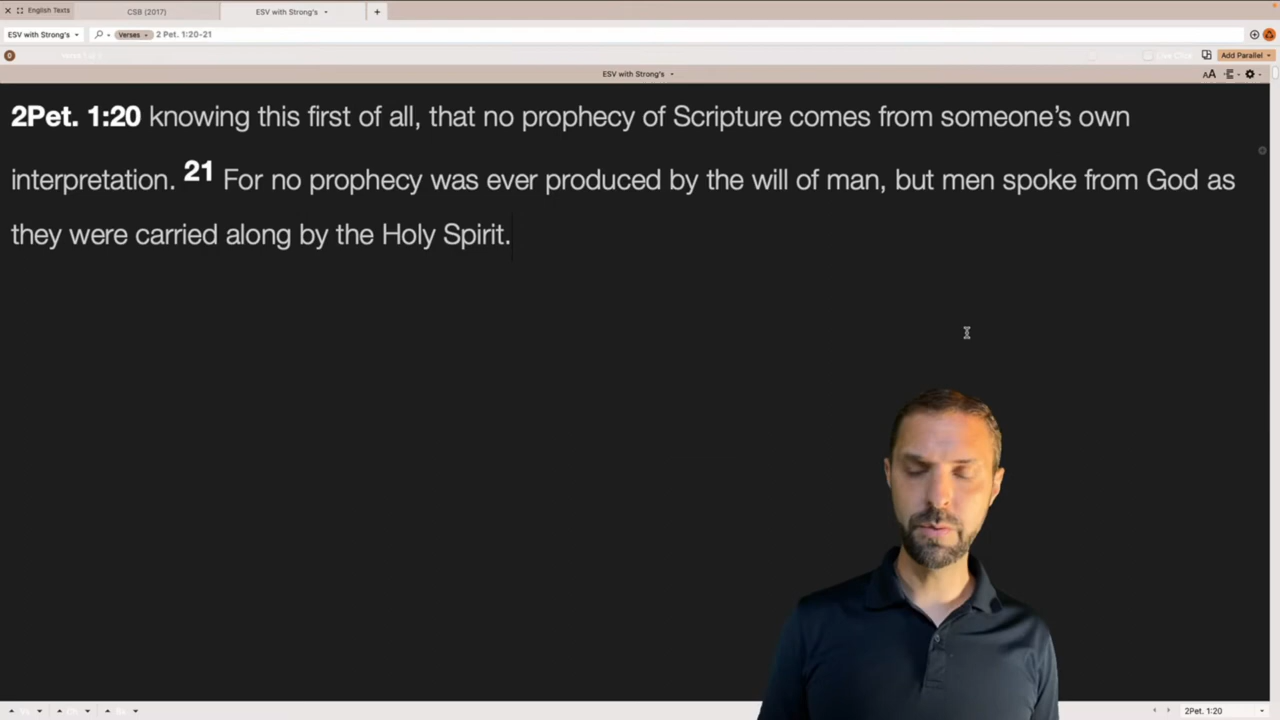 English Texts CSB (2017) ESV with Strong's
ESV with Strong's Verses 2 Pet. 1:20-21
Add Parallel
ESV with Strong's AA
2Pet. 1:20 knowing this first of all, that no prophecy of Scripture comes from someone’s own
interpretation. 21 For no prophecy was ever produced by the will of man, but men spoke from God as
they were carried along by the Holy Spirit.
2Pet. 1:20